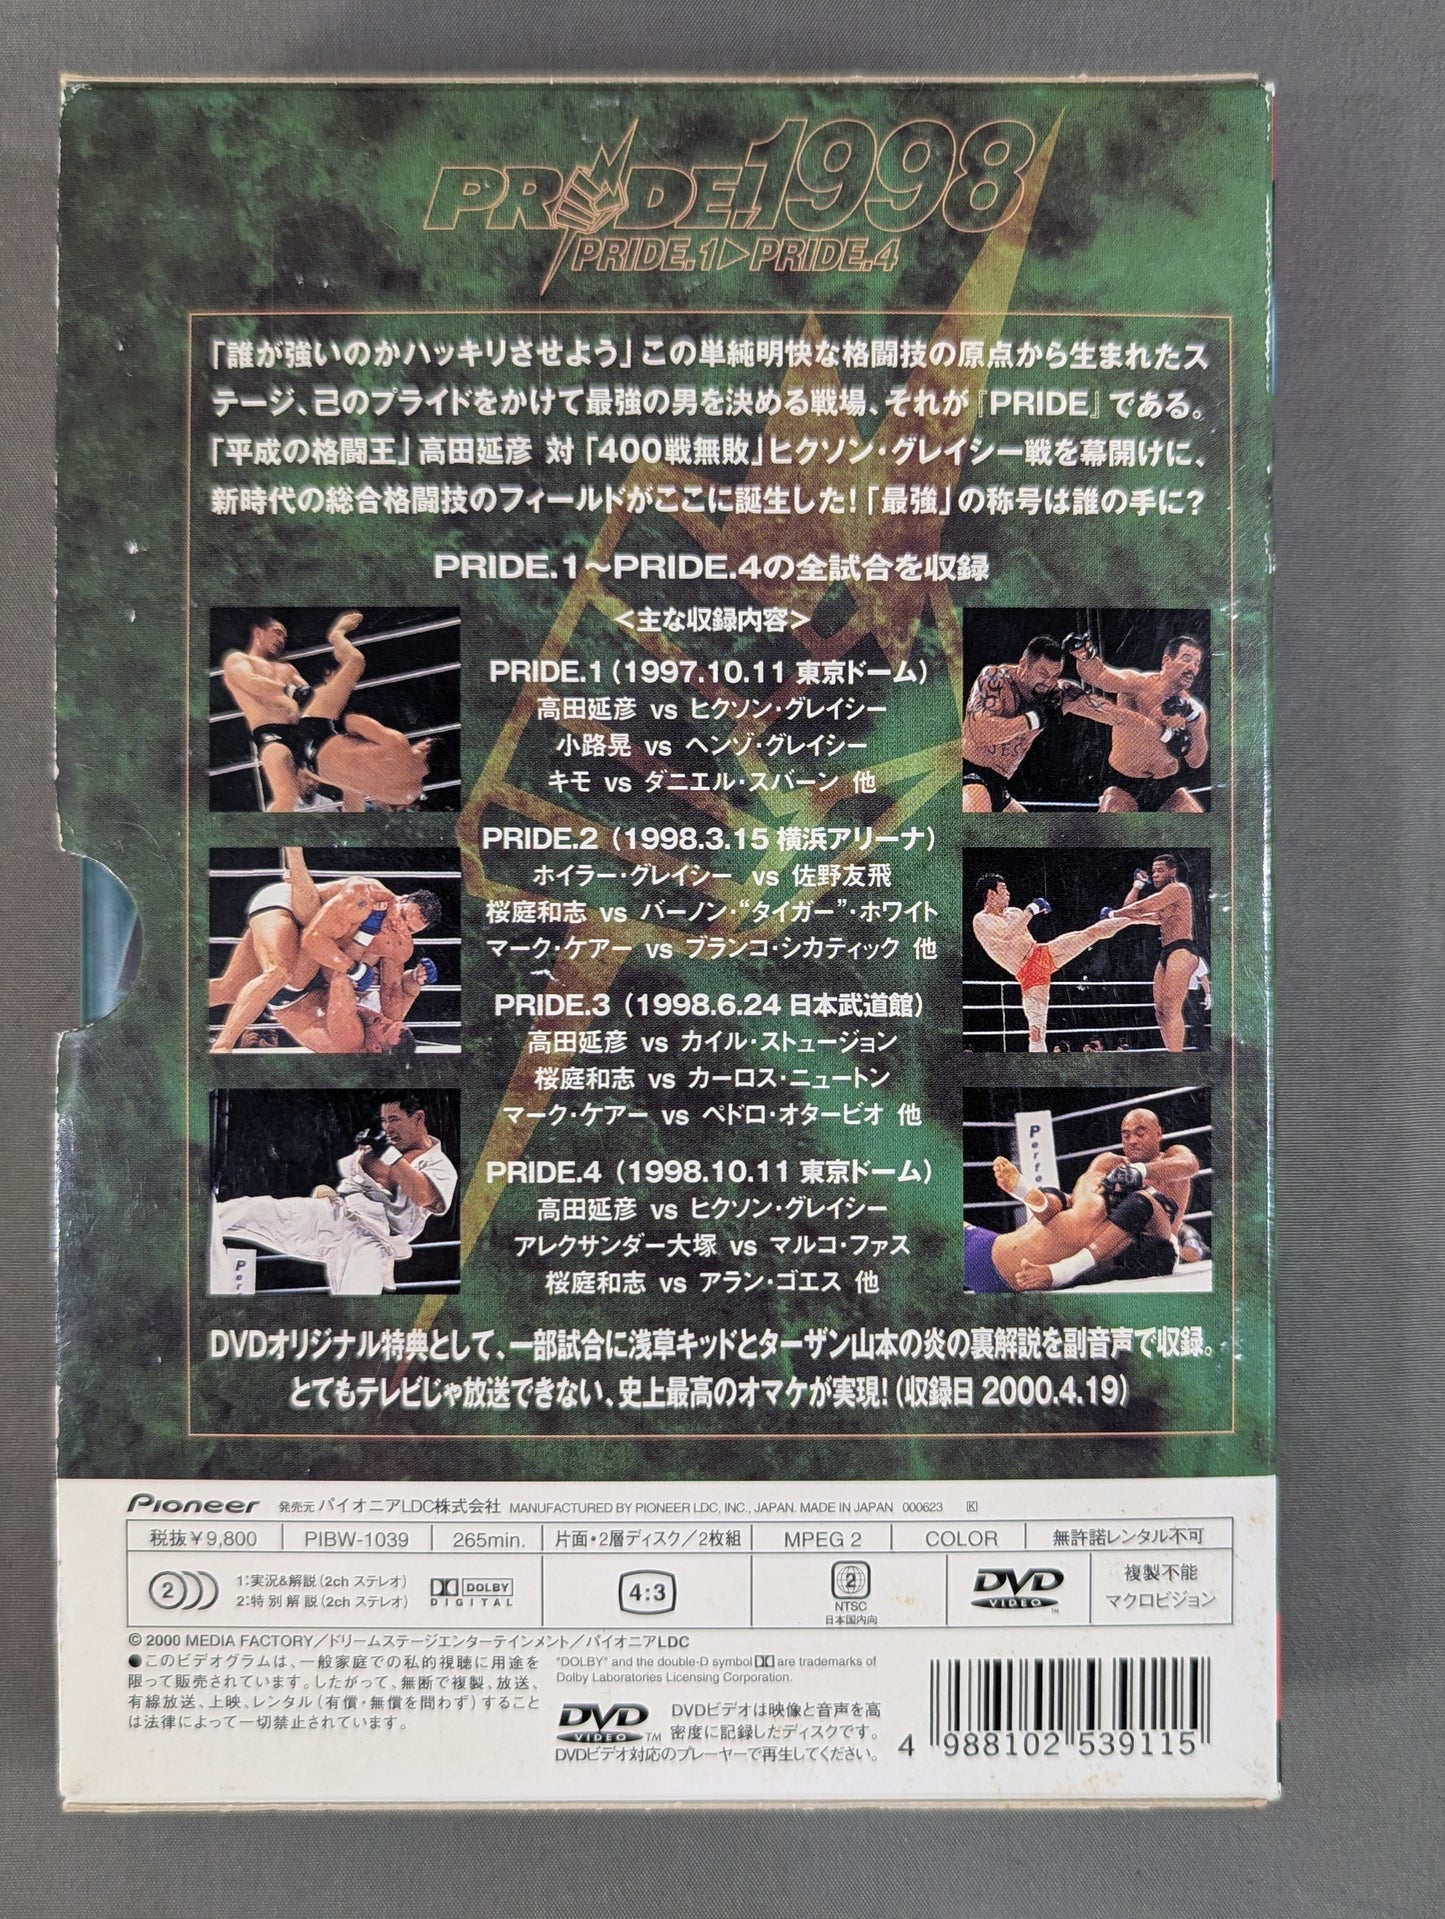 PRIDE.1998
PRIDE.1▷PRIDE.4
「誰が強いのかハッキリさせよう」この単純明快な格闘技の原点から生まれたス
テージ、己のプライドをかけて最強の男を決める戦場、それが『PRIDE』である。
「平成の格闘王」高田延彦 対「400戦無敗」ヒクソン・グレイシー戦を幕開けに、
新時代の総合格闘技のフィールドがここに誕生した!「最強」の称号は誰の手に?
PRIDE.1〜PRIDE.4の全試合を収録
<主な収録内容>
PRIDE.1(1997.10.11 東京ドーム)
高田延彦 vs ヒクソン・グレイシー
小路晃 vs ヘンゾ・グレイシー
キモ vs ダニエル・スバーン 他
PRIDE.2(1998.3.15 横浜アリーナ)
ホイラー・グレイシー vs 佐野友飛
桜庭和志 vs バーノン・“タイガー”・ホワイト
マーク・ケアー vs ブランコ・シカティック 他
PRIDE.3(1998.6.24 日本武道館)
高田延彦 vs カイル・ストュージョン
桜庭和志 vs カーロス・ニュートン
マーク・ケアー vs ペドロ・オタービオ 他
PRIDE.4(1998.10.11 東京ドーム)
高田延彦 vs ヒクソン・グレイシー
アレクサンダー大塚 vs マルコ・ファス
桜庭和志 vs アラン・ゴエス 他
DVDオリジナル特典として、一部試合に浅草キッドとターザン山本の炎の裏解説を副音声で収録。
とてもテレビじゃ放送できない、史上最高のオマケが実現!(収録日 2000.4.19)
Pioneer 発売元 パイオニアLDC株式会社 MANUFACTURED BY PIONEER LDC, INC., JAPAN. MADE IN JAPAN 000623 K
税抜￥9,800 PIBW-1039 265min. 片面・2層ディスク/2枚組 MPEG 2 COLOR 無許諾レンタル不可
2 1:実況&解説(2ch ステレオ)
2:特別解説(2ch ステレオ)
DOLBY
DIGITAL
4:3
2
NTSC
日本国内向
DVD
VIDEO TM
複製不能
マクロビジョン
© 2000 MEDIA FACTORY/ドリームステージエンターテインメント/パイオニアLDC
●このビデオグラムは、一般家庭での私的視聴に用途を
限って販売されています。したがって、無断で複製、放送、
有線放送、上映、レンタル(有償・無償を問わず)すること
は法律によって一切禁止されています。
"DOLBY" and the double-D symbol are trademarks of
Dolby Laboratories Licensing Corporation.
DVD
VIDEO TM
DVDビデオは映像と音声を高
密度に記録したディスクです。
DVDビデオ対応のプレーヤーで再生してください。
4 988102 539115